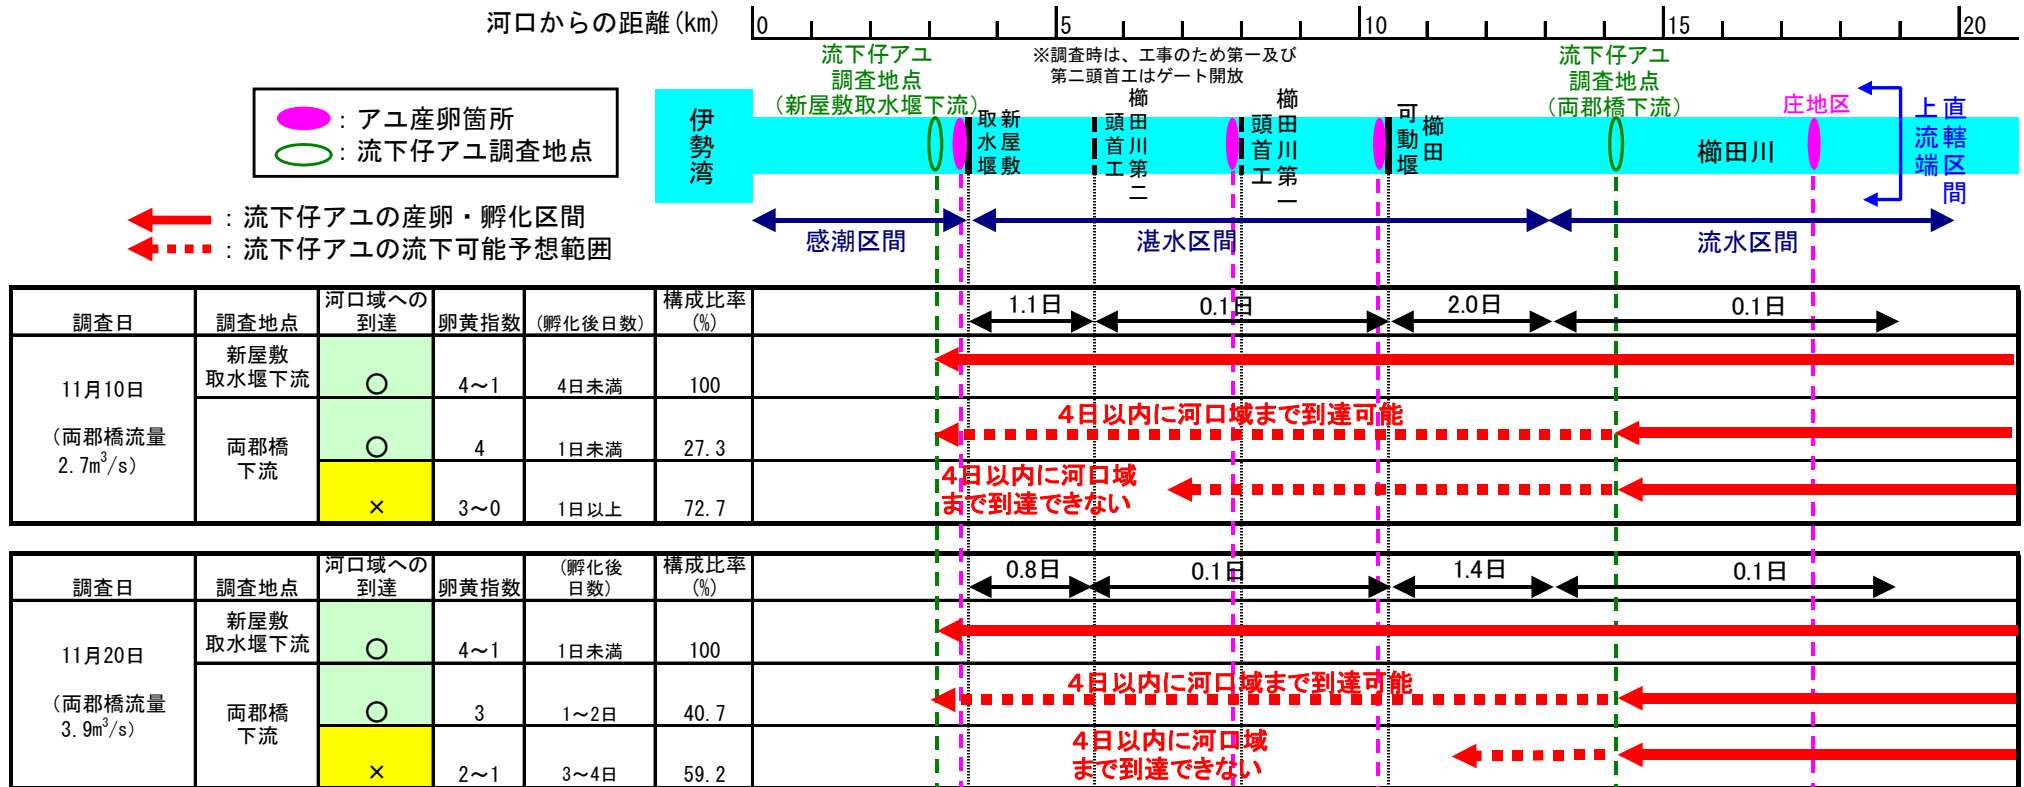 河口からの距離(km)
0 5 10 15 20
流下仔アユ
調査地点
(新屋敷取水堰下流)
※調査時は、工事のため第一及び
第二頭首工はゲート開放
流下仔アユ
調査地点
(両郡橋下流)
：アユ産卵箇所
：流下仔アユ調査地点
伊勢湾
新屋敷
取水堰
櫛田川第二
頭首工
櫛田川第一
頭首工
櫛田
可動堰
櫛田川
庄地区
直轄区間
上流端
：流下仔アユの産卵・孵化区間
：流下仔アユの流下可能予想範囲
感潮区間 湛水区間 流水区間
調査日 調査地点 河口域への到達 卵黄指数 (孵化後日数) 構成比率(%) 1.1日 0.1日 2.0日 0.1日
11月10日
(両郡橋流量
2.7m³/s)
新屋敷
取水堰下流
○ 4～1 4日未満 100
両郡橋
下流
○ 4 1日未満 27.3
4日以内に河口域まで到達可能
× 3～0 1日以上 72.7
4日以内に河口域
まで到達できない
調査日 調査地点 河口域への到達 卵黄指数 (孵化後日数) 構成比率(%) 0.8日 0.1日 1.4日 0.1日
11月20日
(両郡橋流量
3.9m³/s)
新屋敷
取水堰下流
○ 4～1 1日未満 100
両郡橋
下流
○ 3 1～2日 40.7
4日以内に河口域まで到達可能
× 2～1 3～4日 59.2
4日以内に河口域
まで到達できない